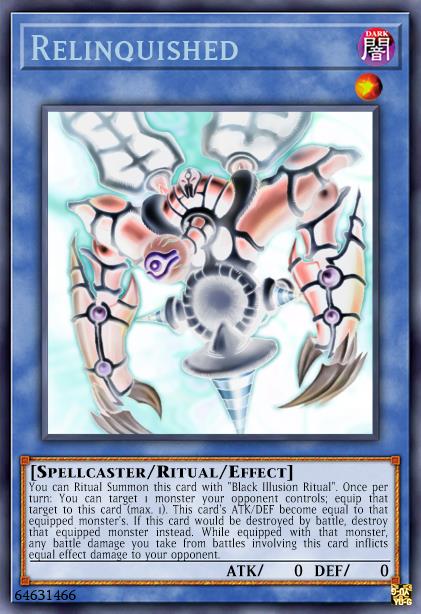 RELINQUISHED
DARK
闇
[SPELLCASTER/RITUAL/EFFECT]
You can Ritual Summon this card with "Black Illusion Ritual". Once per
turn: You can target 1 monster your opponent controls; equip that
target to this card (max. 1). This card's ATK/DEF become equal to that
equipped monster's. If this card would be destroyed by battle, destroy
that equipped monster instead. While equipped with that monster,
any battle damage you take from battles involving this card inflicts
equal effect damage to your opponent.
ATK/ 0 DEF/ 0
64631466